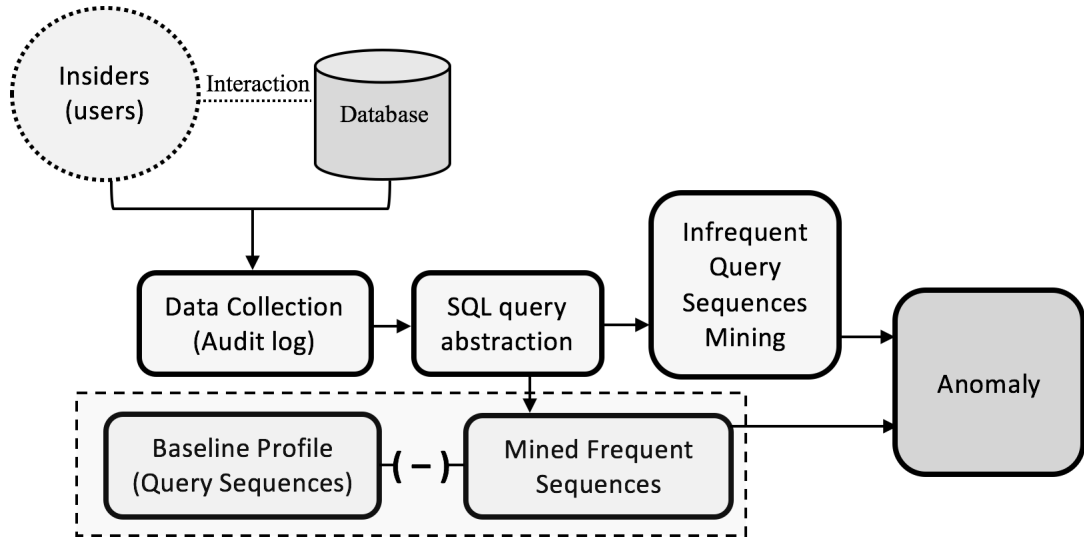 Insiders
(users)
Interaction
Database
Infrequent
Query
Sequences
Mining
Data Collection
(Audit log)
SQL query
abstraction
Anomaly
Baseline Profile
(Query Sequences)
(–)
Mined Frequent
Sequences